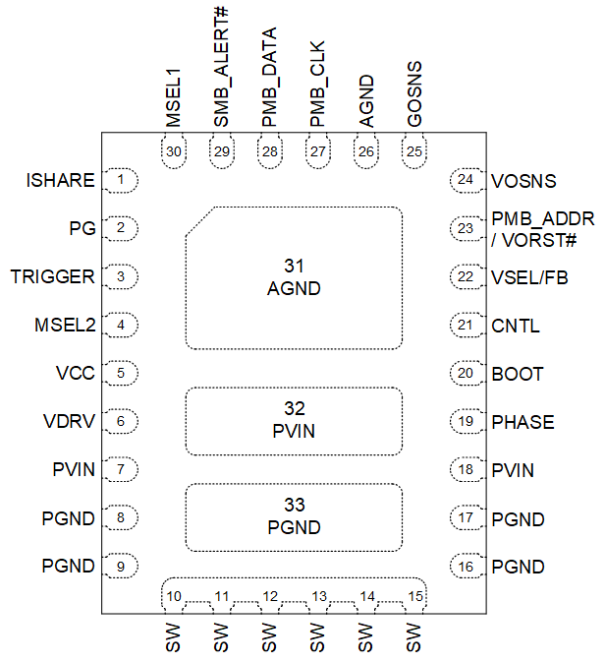 MSEL1
SMB_ALERT#
PMB_DATA
PMB_CLK
AGND
GOSNS
30
29
28
27
26
25
ISHARE 1
PG 2
TRIGGER 3
MSEL2 4
VCC 5
VDRV 6
PVIN 7
PGND 8
PGND 9
31
AGND
32
PVIN
33
PGND
24 VOSNS
23 PMB_ADDR
/ VORST#
22 VSEL/FB
21 CNTL
20 BOOT
19 PHASE
18 PVIN
17 PGND
16 PGND
10
11
12
13
14
15
SW
SW
SW
SW
SW
SW